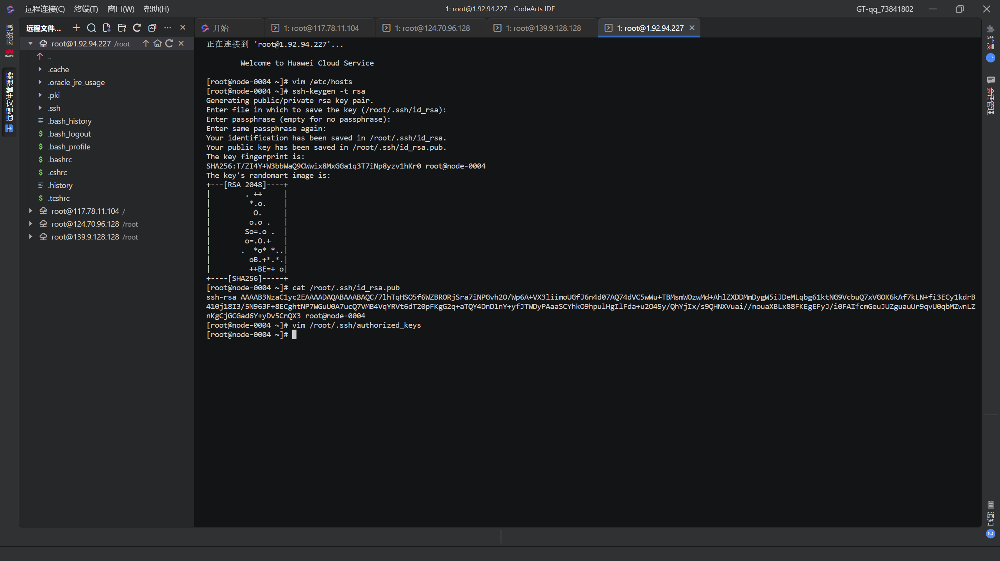 远程连接(C) 终端(T) 窗口(W) 帮助(H)
1: root@1.92.94.227 - CodeArts IDE
GT-qq_73841802
云资源
HUAWEI
远程文件管理器
远程文件...
root@1.92.94.227 /root
..
.cache
.oracle_jre_usage
.pki
.ssh
.bash_history
.bash_logout
.bash_profile
.bashrc
.cshrc
.history
.tcshrc
root@117.78.11.104 /
root@124.70.96.128 /root
root@139.9.128.128 /root
开始
1: root@117.78.11.104
1: root@124.70.96.128
1: root@139.9.128.128
1: root@1.92.94.227
正在连接到 'root@1.92.94.227'...
Welcome to Huawei Cloud Service
[root@node-0004 ~]# vim /etc/hosts
[root@node-0004 ~]# ssh-keygen -t rsa
Generating public/private rsa key pair.
Enter file in which to save the key (/root/.ssh/id_rsa):
Enter passphrase (empty for no passphrase):
Enter same passphrase again:
Your identification has been saved in /root/.ssh/id_rsa.
Your public key has been saved in /root/.ssh/id_rsa.pub.
The key fingerprint is:
SHA256:T/ZI4Y+W3bbWaQ9CWwix8MxGGa1q3T7iNp8yzv1hKr0 root@node-0004
The key's randomart image is:
+---[RSA 2048]----+
|        . ++     |
|         *.o.    |
|          O.     |
|         o.o .   |
|        So=.o .  |
|        o=.O.+   |
|       .  *o* *..|
|         oB.+*.*.|
|         ++BE=+ o|
+----[SHA256]-----+
[root@node-0004 ~]# cat /root/.ssh/id_rsa.pub
ssh-rsa AAAAB3NzaC1yc2EAAAADAQABAAABAQC/7lhTqHSO5f6WZBRORjSra7iNPGvh2O/Wp6A+VX3liimoUGfJ6n4d07AQ74dVC5wWu+TBMsmWOzwMd+AhlZXDDMmDygW5iJDeMLqbg61ktNG9VcbuQ7xVGOK6kAf7kLN+fi3ECy1kdrB
410j18I3/5N963F+8ECghtNP7WGuU0A7ucQ7VMB4VqYRVt6dT20pFKgG2q+aTQY4DnD1nY+yfJTWDyPAaaSCYhkO9hpulHgIlFda+u2O45y/QhYjIx/s9QHNXVuai//nouaXBLx88FKEgEFyJ/i0FAIfcmGeuJUZguauUr9qvU0qbMZwnLZ
nKgCjGCGad6Y+yDv5CnQX3 root@node-0004
[root@node-0004 ~]# vim /root/.ssh/authorized_keys
[root@node-0004 ~]#
扩展
1
会话管理
通知
2